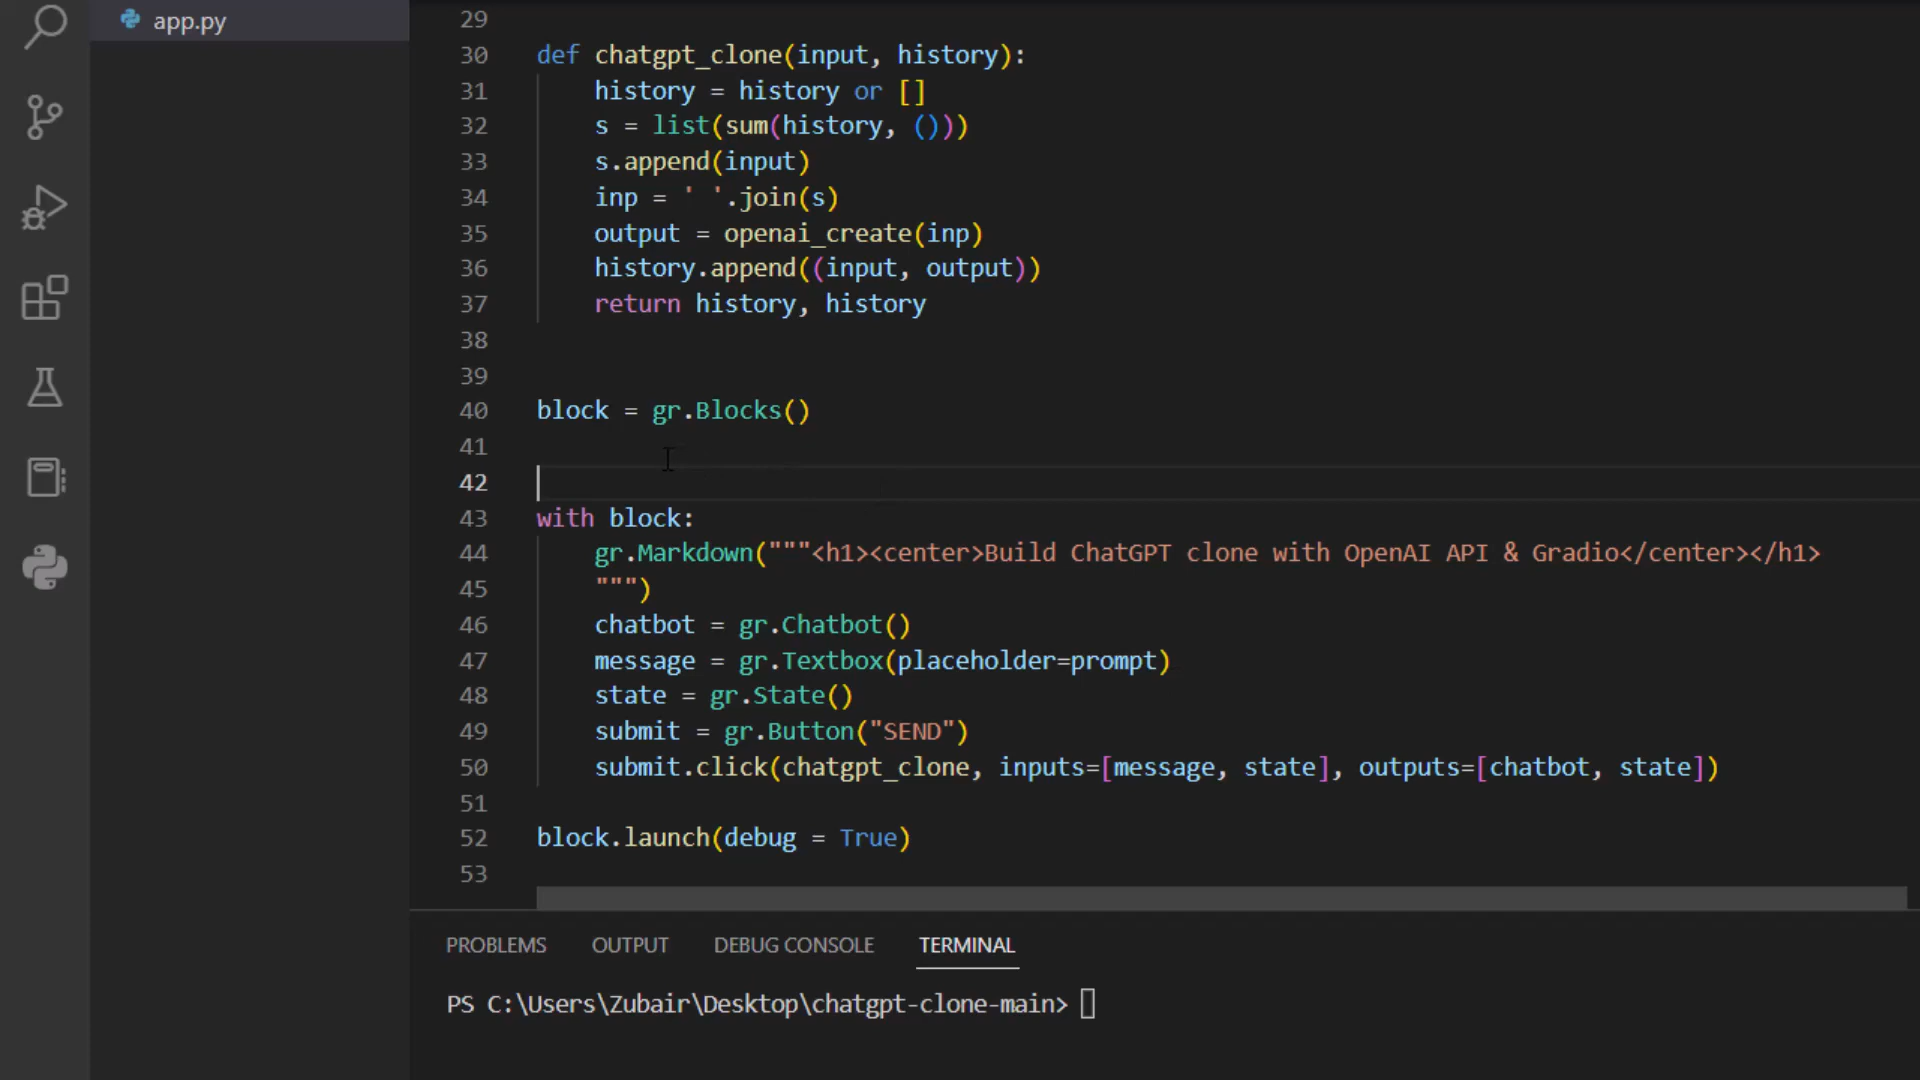 app.py
29
30 def chatgpt_clone(input, history):
31     history = history or []
32     s = list(sum(history, ()))
33     s.append(input)
34     inp = ' '.join(s)
35     output = openai_create(inp)
36     history.append((input, output))
37     return history, history
38
39
40 block = gr.Blocks()
41
42
43 with block:
44     gr.Markdown("""<h1><center>Build ChatGPT clone with OpenAI API & Gradio</center></h1>
45     """)
46     chatbot = gr.Chatbot()
47     message = gr.Textbox(placeholder=prompt)
48     state = gr.State()
49     submit = gr.Button("SEND")
50     submit.click(chatgpt_clone, inputs=[message, state], outputs=[chatbot, state])
51
52 block.launch(debug = True)
53
PROBLEMS OUTPUT DEBUG CONSOLE TERMINAL
PS C:\Users\Zubair\Desktop\chatgpt-clone-main>